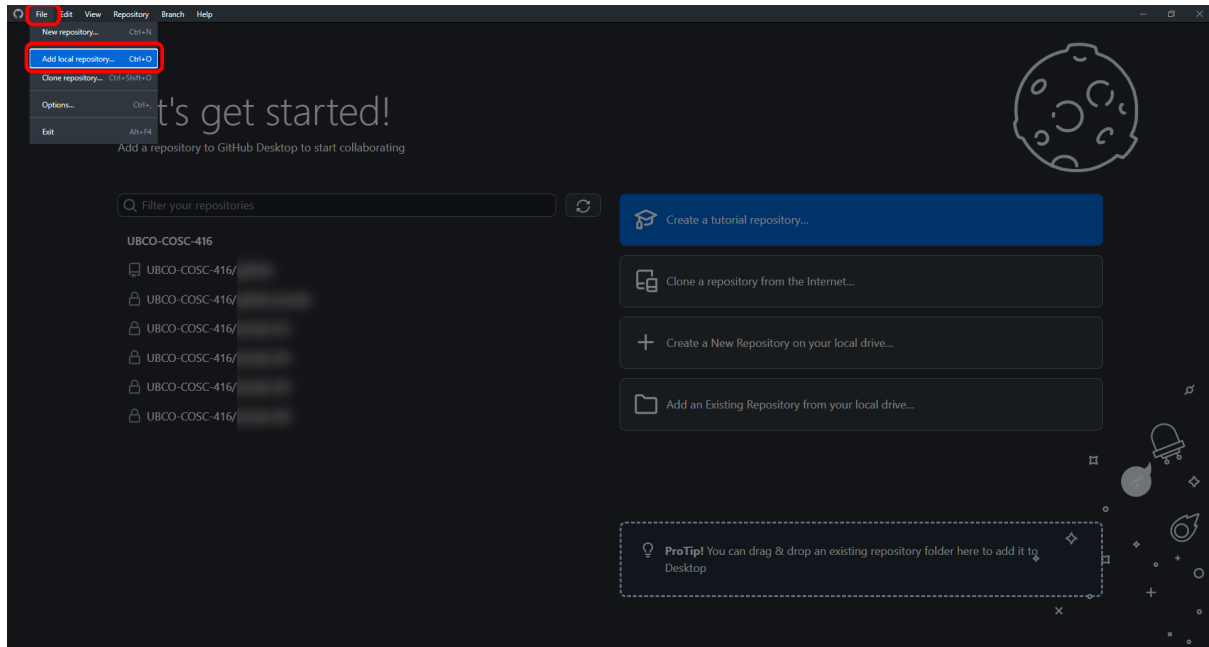 File Edit View Repository Branch Help
New repository... Ctrl+N
Add local repository... Ctrl+O
Clone repository... Ctrl+Shift+O
Options... Ctrl+,
Exit Alt+F4
t's get started!
Add a repository to GitHub Desktop to start collaborating
Filter your repositories
UBCO-COSC-416
UBCO-COSC-416/
UBCO-COSC-416/
UBCO-COSC-416/
UBCO-COSC-416/
UBCO-COSC-416/
UBCO-COSC-416/
Create a tutorial repository...
Clone a repository from the Internet...
Create a New Repository on your local drive...
Add an Existing Repository from your local drive...
ProTip! You can drag & drop an existing repository folder here to add it to
Desktop